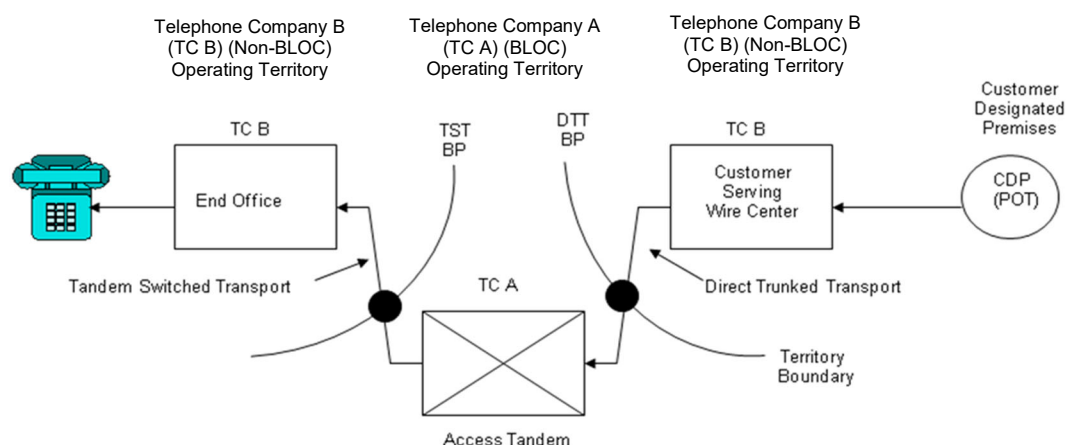 Telephone Company B
(TC B) (Non-BLOC)
Operating Territory
Telephone Company A
(TC A) (BLOC)
Operating Territory
Telephone Company B
(TC B) (Non-BLOC)
Operating Territory
Customer
Designated
Premises
TC B
TST
BP
DTT
BP
TC B
End Office
Customer
Serving
Wire Center
CDP
(POT)
Tandem Switched Transport
TC A
Direct Trunked Transport
Territory
Boundary
Access Tandem